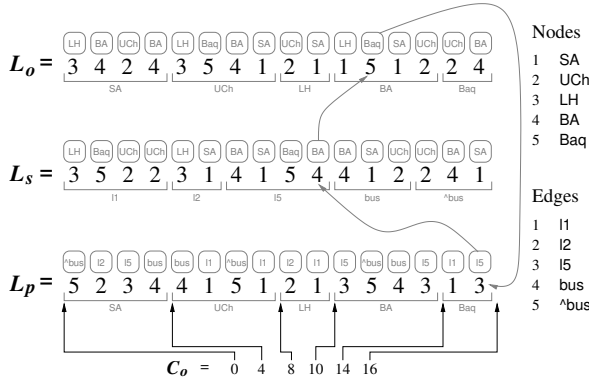 LH BA UCh BA LH Baq BA SA UCh SA LH Baq SA UCh UCh BA
Lo = 3 4 2 4 3 5 4 1 2 1 1 5 1 2 2 4
SA UCh LH BA Baq
LH Baq UCh UCh LH SA BA SA Baq BA BA SA UCh UCh BA SA
Ls = 3 5 2 2 3 1 4 1 5 4 4 1 2 2 4 1
l1 l2 l5 bus ^bus
^bus l2 l5 bus bus l1 ^bus l1 l2 l1 l5 ^bus bus l5 l1 l5
Lp = 5 2 3 4 4 1 5 1 2 1 3 5 4 3 1 3
SA UCh LH BA Baq
Co = 0 4 8 10 14 16
Nodes
1 SA
2 UCh
3 LH
4 BA
5 Baq
Edges
1 l1
2 l2
3 l5
4 bus
5 ^bus